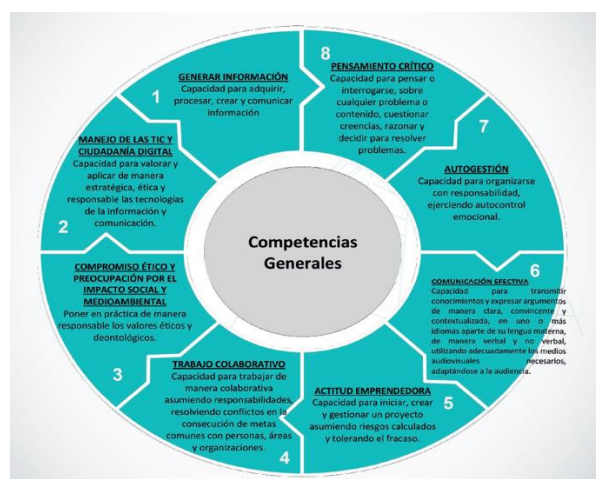 1
GENERAR INFORMACIÓN
Capacidad para adquirir,
procesar, crear y comunicar
información
8
PENSAMIENTO CRÍTICO
Capacidad para pensar o
interrogarse, sobre
cualquier problema o
contenido, cuestionar
creencias, razonar y
decidir para resolver
problemas.
MANEJO DE LAS TIC Y
CIUDADANÍA DIGITAL
Capacidad para valorar y
aplicar de manera
estratégica, ética y
responsable las tecnologías
de la información y
comunicación.
2
7
AUTOGESTIÓN
Capacidad para organizarse
con responsabilidad,
ejerciendo autocontrol
emocional.
Competencias
Generales
COMPROMISO ÉTICO Y
PREOCUPACIÓN POR EL
IMPACTO SOCIAL Y
MEDIOAMBIENTAL
Poner en práctica de manera
responsable los valores éticos y
deontológicos.
3
6
COMUNICACIÓN EFECTIVA
Capacidad para transmitir
conocimientos y expresar argumentos
de manera clara, convincente y
contextualizada, en uno o más
idiomas aparte de su lengua materna,
de manera verbal y no verbal,
utilizando adecuadamente los medios
audiovisuales necesarios,
adaptándose a la audiencia.
TRABAJO COLABORATIVO
Capacidad para trabajar de
manera colaborativa
asumiendo responsabilidades,
resolviendo conflictos en la
consecución de metas
comunes con personas, áreas
y organizaciones.
4
5
ACTITUD EMPRENDEDORA
Capacidad para iniciar, crear
y gestionar un proyecto
asumiendo riesgos calculados
y tolerando el fracaso.